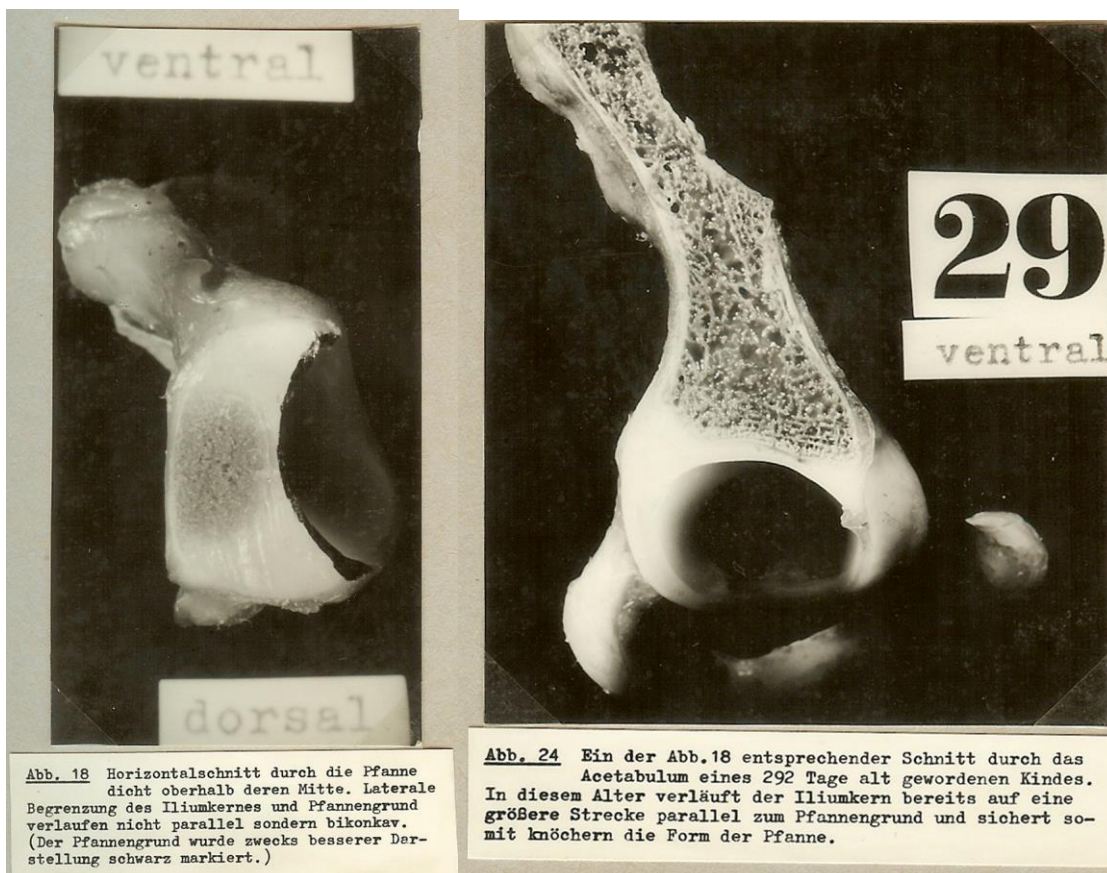 ventral
dorsal
Abb. 18 Horizontalschnitt durch die Pfanne
dicht oberhalb deren Mitte. Laterale
Begrenzung des Iliumkernes und Pfannengrund
verlaufen nicht parallel sondern bikonkav.
(Der Pfannengrund wurde zwecks besserer Dar-
stellung schwarz markiert.)
29
ventral
Abb. 24 Ein der Abb.18 entsprechender Schnitt durch das
Acetabulum eines 292 Tage alt gewordenen Kindes.
In diesem Alter verläuft der Iliumkern bereits auf eine
größere Strecke parallel zum Pfannengrund und sichert so-
mit knöchern die Form der Pfanne.